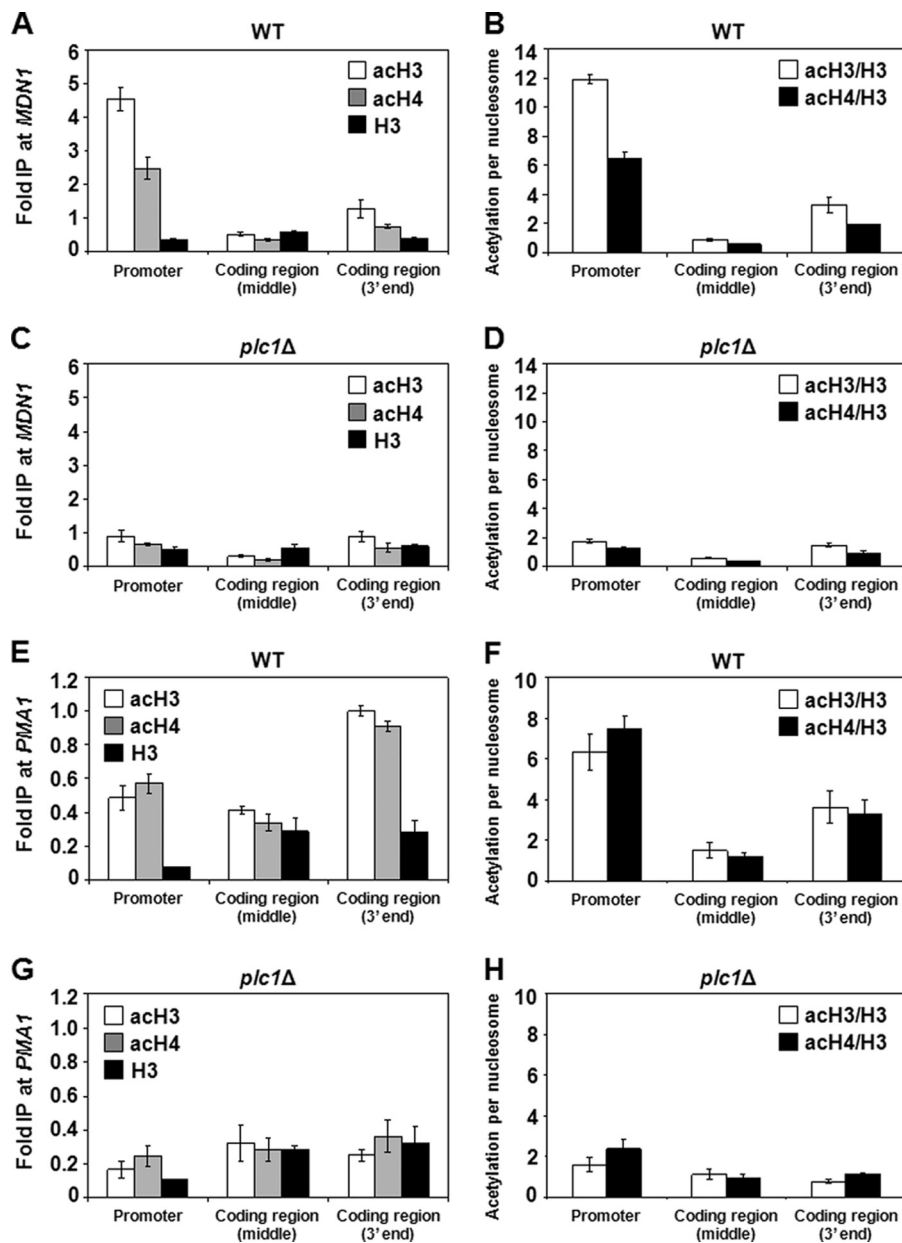 A
WT
Fold IP at MDN1
6
5
4
3
2
1
0
acH3
acH4
H3
Promoter
Coding region
(middle)
Coding region
(3' end)
B
WT
Acetylation per nucleosome
14
12
10
8
6
4
2
0
acH3/H3
acH4/H3
Promoter
Coding region
(middle)
Coding region
(3' end)
C
plc1Δ
Fold IP at MDN1
6
5
4
3
2
1
0
acH3
acH4
H3
Promoter
Coding region
(middle)
Coding region
(3' end)
D
plc1Δ
Acetylation per nucleosome
14
12
10
8
6
4
2
0
acH3/H3
acH4/H3
Promoter
Coding region
(middle)
Coding region
(3' end)
E
WT
Fold IP at PMA1
1.2
1.0
0.8
0.6
0.4
0.2
0
acH3
acH4
H3
Promoter
Coding region
(middle)
Coding region
(3' end)
F
WT
Acetylation per nucleosome
10
8
6
4
2
0
acH3/H3
acH4/H3
Promoter
Coding region
(middle)
Coding region
(3' end)
G
plc1Δ
Fold IP at PMA1
1.2
1.0
0.8
0.6
0.4
0.2
0
acH3
acH4
H3
Promoter
Coding region
(middle)
Coding region
(3' end)
H
plc1Δ
Acetylation per nucleosome
10
8
6
4
2
0
acH3/H3
acH4/H3
Promoter
Coding region
(middle)
Coding region
(3' end)